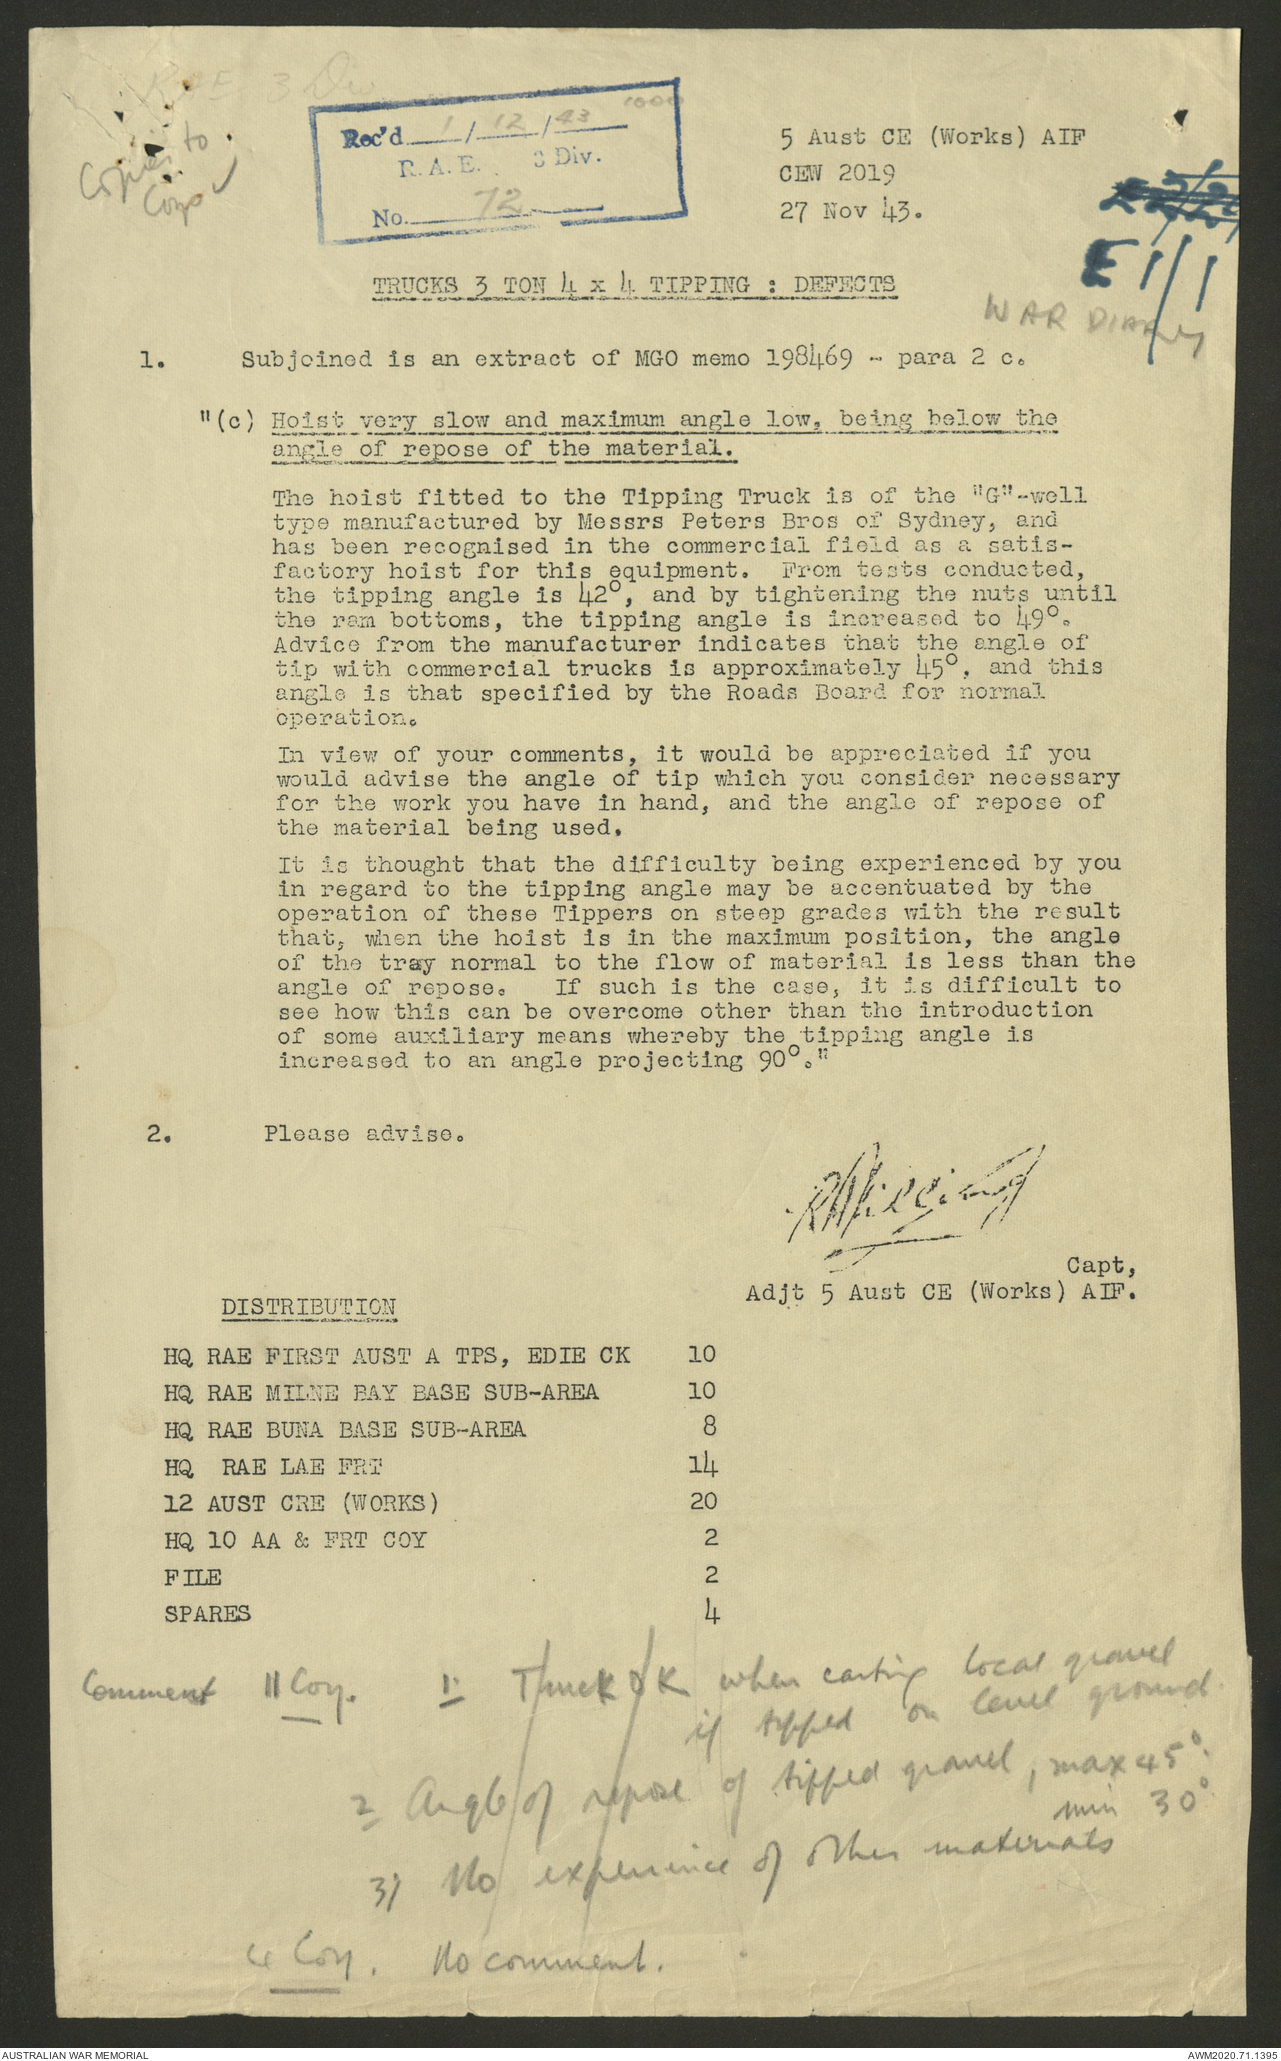 RAE 3 Div
Copies to
Coys ✓
Rec'd 1/12/43 1000
R.A.E. 3 Div.
No. 72
5 Aust CE (Works) AIF
CEW 2019
27 Nov 43.
E 1/1
WAR DIARY
TRUCKS 3 TON 4 x 4 TIPPING : DEFECTS
1. Subjoined is an extract of MGO memo 198469 - para 2 c.
"(c) Hoist very slow and maximum angle low, being below the
angle of repose of the material.
The hoist fitted to the Tipping Truck is of the "G"-well
type manufactured by Messrs Peters Bros of Sydney, and
has been recognised in the commercial field as a satis-
factory hoist for this equipment. From tests conducted,
the tipping angle is 42°, and by tightening the nuts until
the ram bottoms, the tipping angle is increased to 49°.
Advice from the manufacturer indicates that the angle of
tip with commercial trucks is approximately 45°, and this
angle is that specified by the Roads Board for normal
operation.
In view of your comments, it would be appreciated if you
would advise the angle of tip which you consider necessary
for the work you have in hand, and the angle of repose of
the material being used.
It is thought that the difficulty being experienced by you
in regard to the tipping angle may be accentuated by the
operation of these Tippers on steep grades with the result
that, when the hoist is in the maximum position, the angle
of the tray normal to the flow of material is less than the
angle of repose. If such is the case, it is difficult to
see how this can be overcome other than the introduction
of some auxiliary means whereby the tipping angle is
increased to an angle projecting 90°."
2. Please advise.
Capt,
Adjt 5 Aust CE (Works) AIF.
DISTRIBUTION
HQ RAE FIRST AUST A TPS, EDIE CK 10
HQ RAE MILNE BAY BASE SUB-AREA 10
HQ RAE BUNA BASE SUB-AREA 8
HQ RAE LAE FRT 14
12 AUST CRE (WORKS) 20
HQ 10 AA & FRT COY 2
FILE 2
SPARES 4
Comment 11 Coy. 1. Truck OK when carting local gravel
if tipped on level ground.
2 Angle of repose of tipped gravel, max 45°
min 30°
3) No experience of other materials
4 Coy. No comment.
AUSTRALIAN WAR MEMORIAL
AWM2020.71.1395